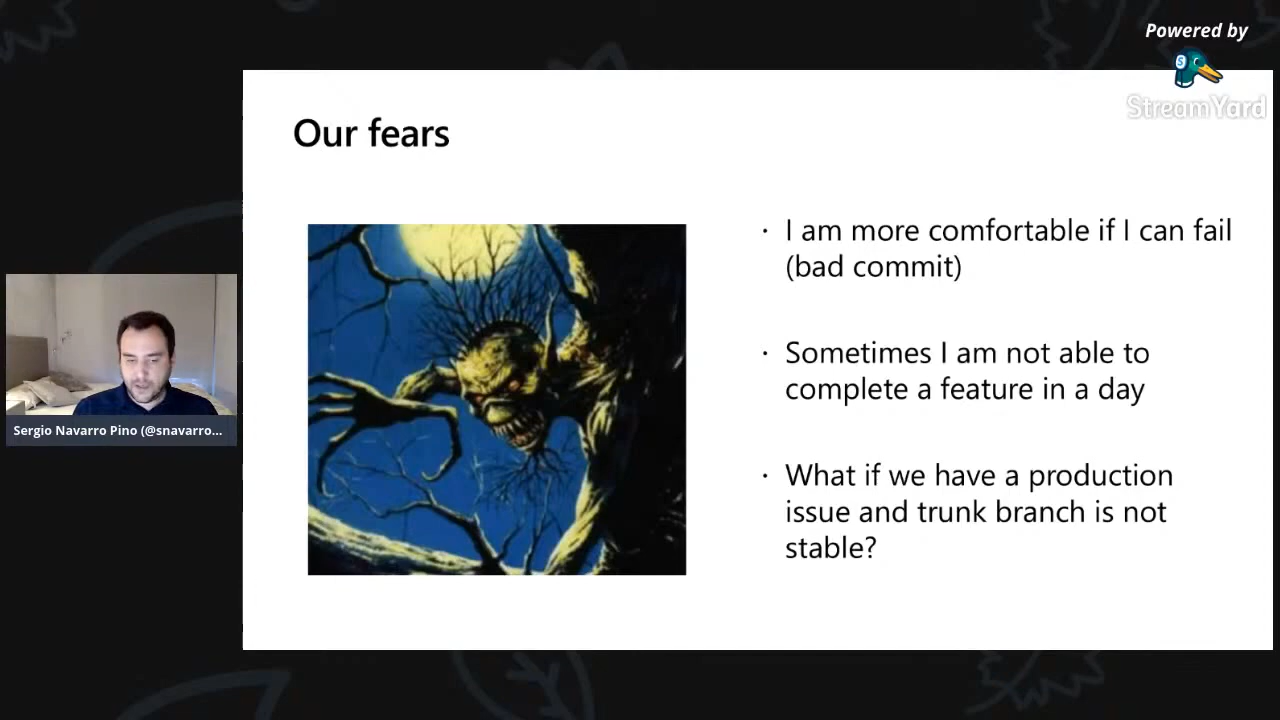 Powered by
StreamYard
Our fears
· I am more comfortable if I can fail
(bad commit)
· Sometimes I am not able to
complete a feature in a day
· What if we have a production
issue and trunk branch is not
stable?
Sergio Navarro Pino (@snavarro...